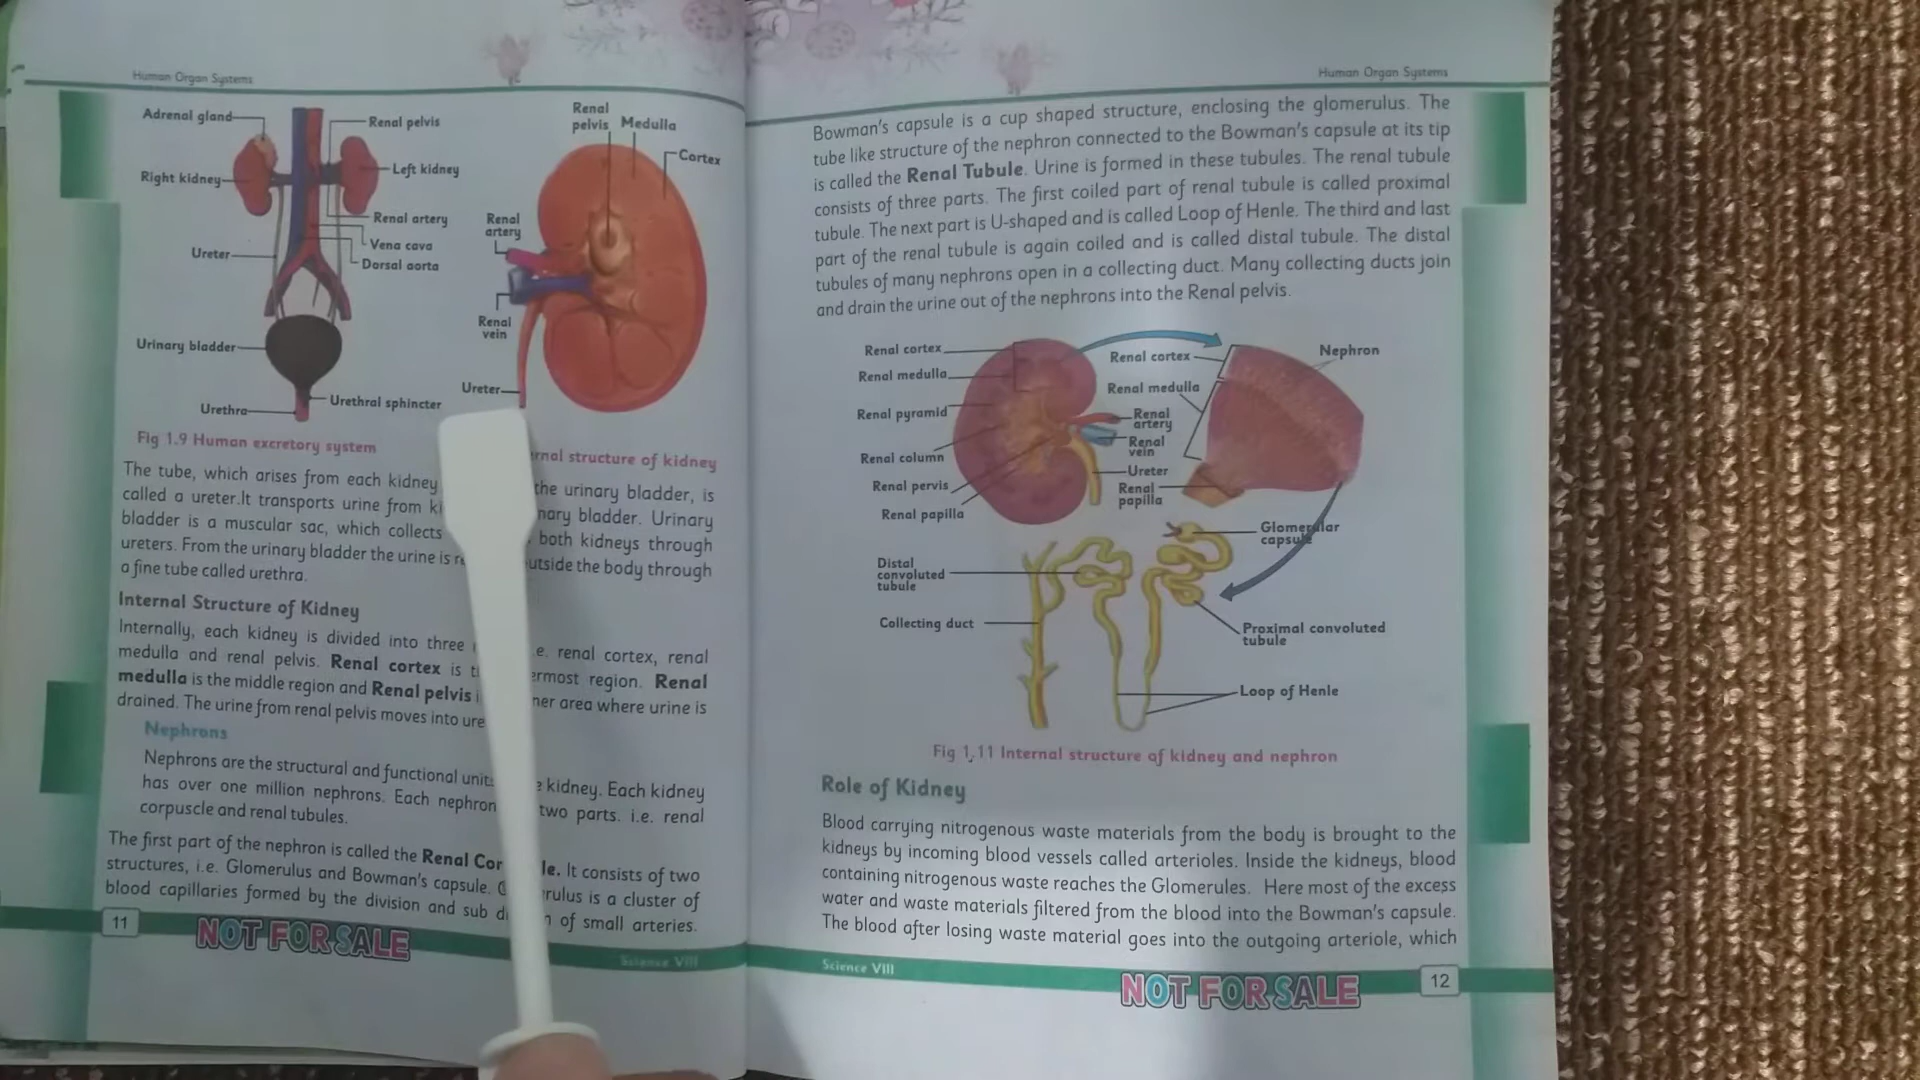 Human Organ Systems
Adrenal gland
Renal pelvis
Right kidney
Left kidney
Renal artery
Vena cava
Ureter
Dorsal aorta
Urinary bladder
Urethral sphincter
Urethra
Fig 1.9 Human excretory system
Renal
pelvis
Medulla
Cortex
Renal
artery
Renal
vein
Ureter
structure of kidney
The tube, which arises from each kidney the urinary bladder, is
called a ureter.It transports urine from bladder. Urinary
bladder is a muscular sac, which collects both kidneys through
ureters. From the urinary bladder the urine is the body through
a fine tube called urethra.
Internal Structure of Kidney
Internally, each kidney is divided into three renal cortex, renal
medulla and renal pelvis. Renal cortex is region. Renal
medulla is the middle region and Renal pelvis area where urine is
drained. The urine from renal pelvis moves into
Nephrons
Nephrons are the structural and functional kidney. Each kidney
has over one million nephrons. Each nephron two parts. i.e. renal
corpuscle and renal tubules.
The first part of the nephron is called the Renal It consists of two
structures, i.e. Glomerulus and Bowman's capsule. is a cluster of
blood capillaries formed by the division and sub of small arteries.
11
NOT FOR SALE
Science VIII
Human Organ Systems
Bowman's capsule is a cup shaped structure, enclosing the glomerulus. The
tube like structure of the nephron connected to the Bowman's capsule at its tip
is called the Renal Tubule. Urine is formed in these tubules. The renal tubule
consists of three parts. The first coiled part of renal tubule is called proximal
tubule. The next part is U-shaped and is called Loop of Henle. The third and last
part of the renal tubule is again coiled and is called distal tubule. The distal
tubules of many nephrons open in a collecting duct. Many collecting ducts join
and drain the urine out of the nephrons into the Renal pelvis.
Renal cortex
Renal medulla
Renal pyramid
Renal column
Renal pervis
Renal papilla
Renal cortex
Renal medulla
Renal
artery
Renal
vein
Ureter
Renal
papilla
Nephron
Glomerular
capsule
Distal
convoluted
tubule
Collecting duct
Proximal convoluted
tubule
Loop of Henle
Fig 1.11 Internal structure of kidney and nephron
Role of Kidney
Blood carrying nitrogenous waste materials from the body is brought to the
kidneys by incoming blood vessels called arterioles. Inside the kidneys, blood
containing nitrogenous waste reaches the Glomerules. Here most of the excess
water and waste materials filtered from the blood into the Bowman's capsule.
The blood after losing waste material goes into the outgoing arteriole, which
Science VIII
NOT FOR SALE
12